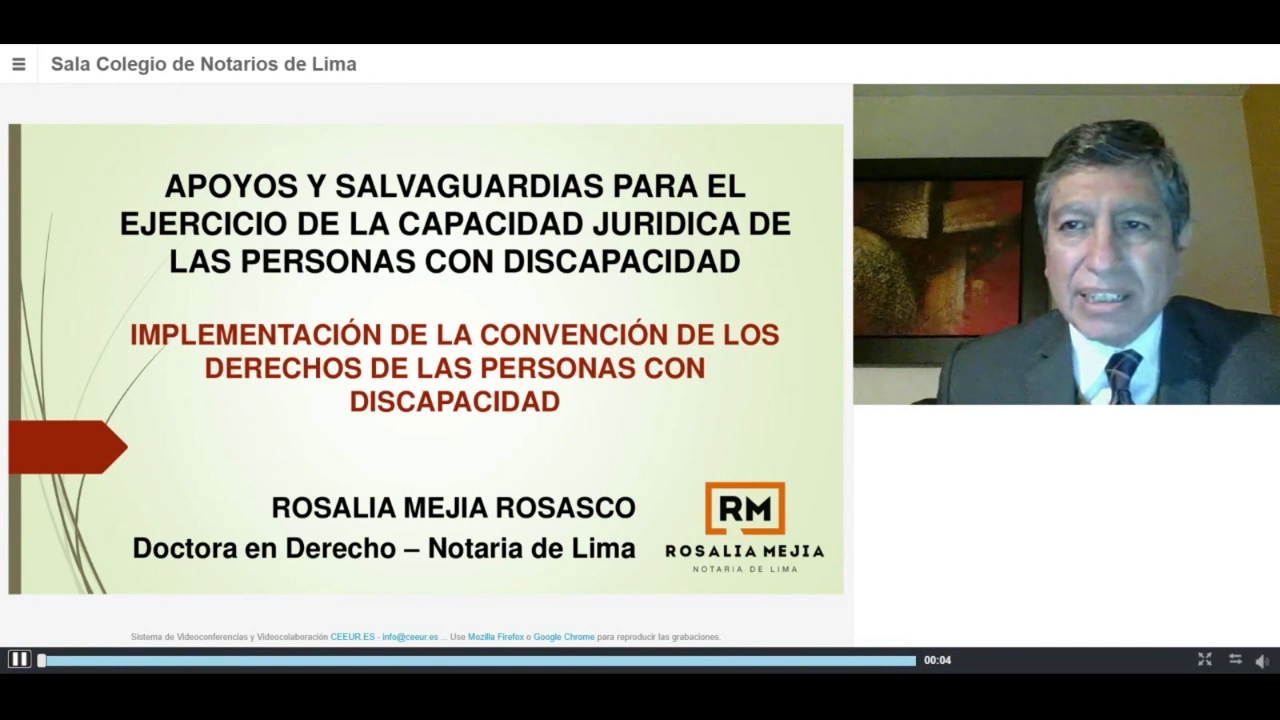 Sala Colegio de Notarios de Lima
APOYOS Y SALVAGUARDIAS PARA EL
EJERCICIO DE LA CAPACIDAD JURIDICA DE
LAS PERSONAS CON DISCAPACIDAD
IMPLEMENTACIÓN DE LA CONVENCIÓN DE LOS
DERECHOS DE LAS PERSONAS CON
DISCAPACIDAD
ROSALIA MEJIA ROSASCO
Doctora en Derecho – Notaria de Lima
RM
ROSALIA MEJIA
NOTARIA DE LIMA
Sistema de Videoconferencias y Videocolaboración CEEUR.ES - info@ceeur.es ... Use Mozilla Firefox o Google Chrome para reproducir las grabaciones.
00:04